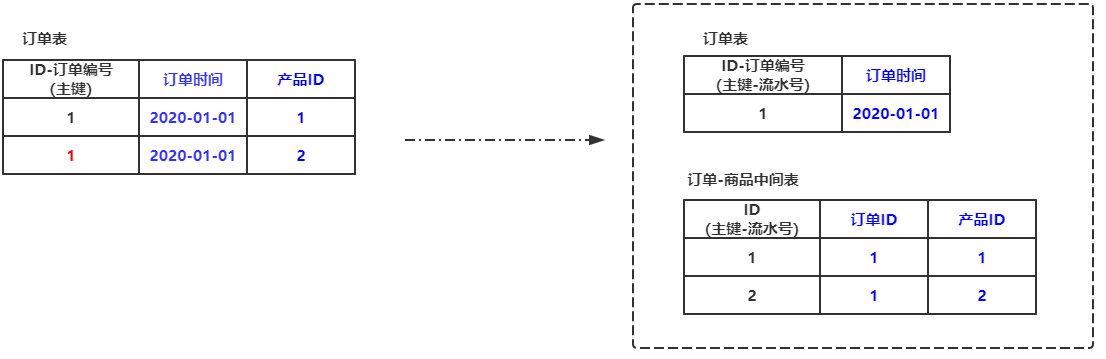 订单表
ID-订单编号
(主键)
订单时间
产品ID
1
2020-01-01
1
1
2020-01-01
2
订单表
ID-订单编号
(主键-流水号)
订单时间
1
2020-01-01
订单-商品中间表
ID
(主键-流水号)
订单ID
产品ID
1
1
1
2
1
2